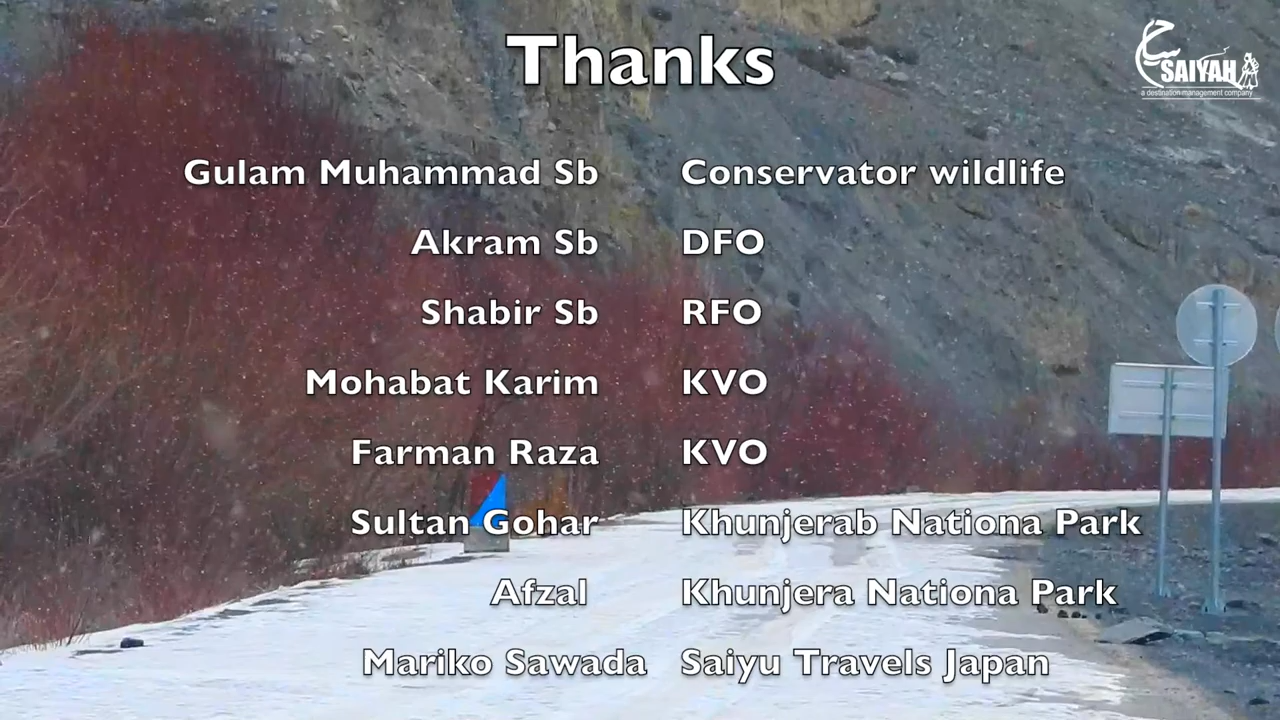 Thanks
SAIYAH
a destination management company
Gulam Muhammad Sb Conservator wildlife
Akram Sb DFO
Shabir Sb RFO
Mohabat Karim KVO
Farman Raza KVO
Sultan Gohar Khunjerab Nationa Park
Afzal Khunjera Nationa Park
Mariko Sawada Saiyu Travels Japan